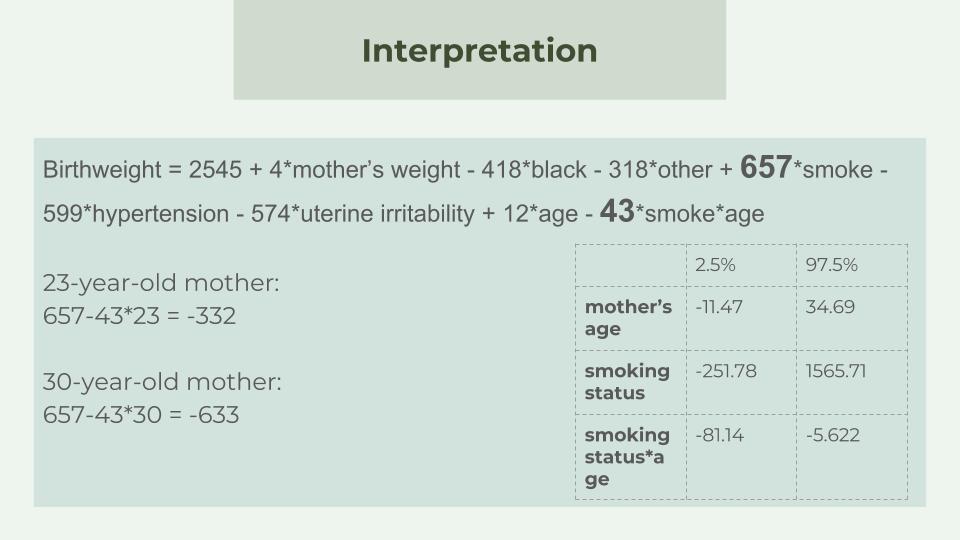 Interpretation
Birthweight = 2545 + 4*mother’s weight - 418*black - 318*other + 657*smoke -
599*hypertension - 574*uterine irritability + 12*age - 43*smoke*age
23-year-old mother:
657-43*23 = -332
30-year-old mother:
657-43*30 = -633
2.5% 97.5%
mother’s -11.47 34.69
age
smoking -251.78 1565.71
status
smoking -81.14 -5.622
status*a
ge